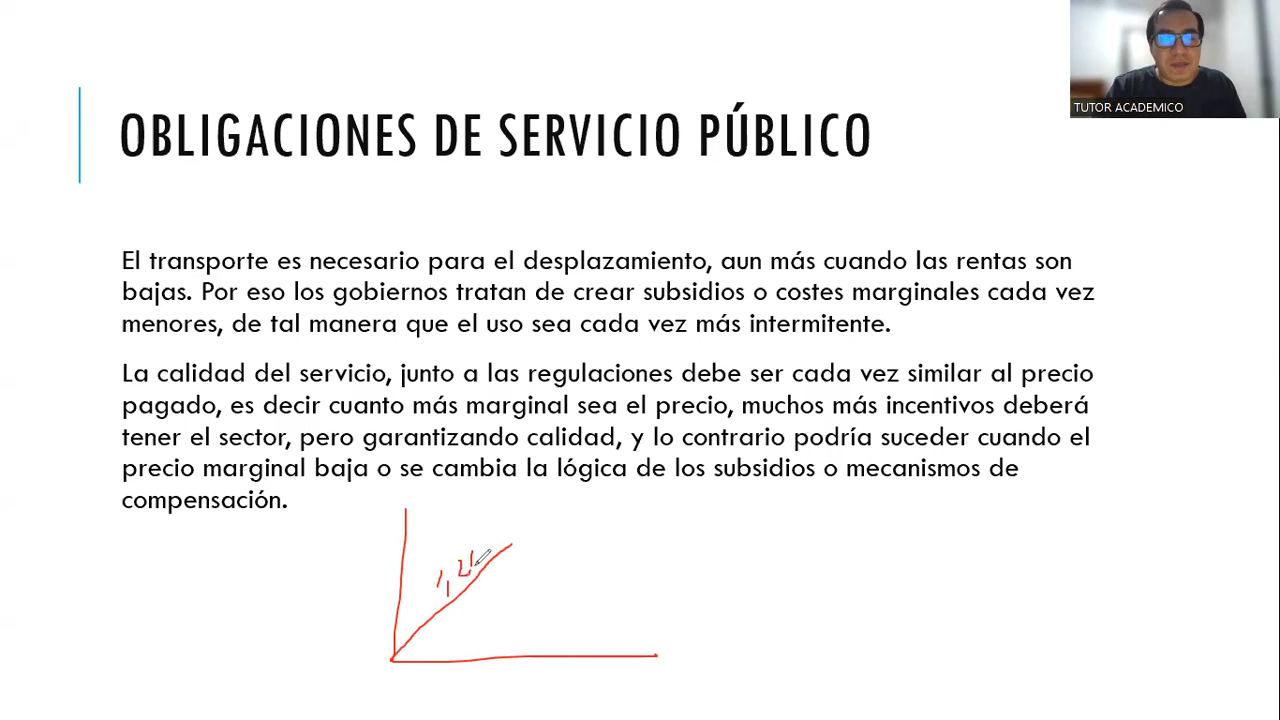 TUTOR ACADEMICO
OBLIGACIONES DE SERVICIO PÚBLICO
El transporte es necesario para el desplazamiento, aun más cuando las rentas son
bajas. Por eso los gobiernos tratan de crear subsidios o costes marginales cada vez
menores, de tal manera que el uso sea cada vez más intermitente.
La calidad del servicio, junto a las regulaciones debe ser cada vez similar al precio
pagado, es decir cuanto más marginal sea el precio, muchos más incentivos deberá
tener el sector, pero garantizando calidad, y lo contrario podría suceder cuando el
precio marginal baja o se cambia la lógica de los subsidios o mecanismos de
compensación.